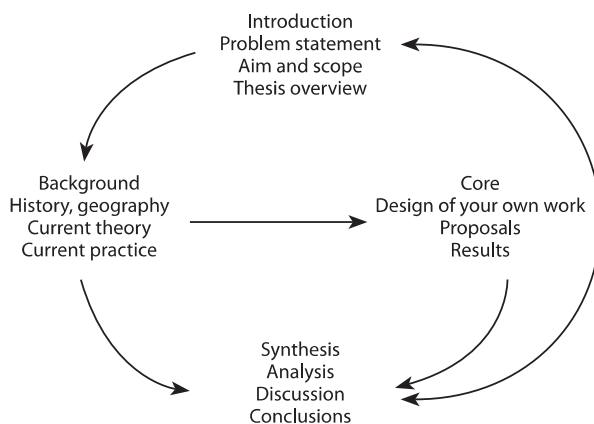 Introduction
Problem statement
Aim and scope
Thesis overview
Background
History, geography
Current theory
Current practice
Core
Design of your own work
Proposals
Results
Synthesis
Analysis
Discussion
Conclusions